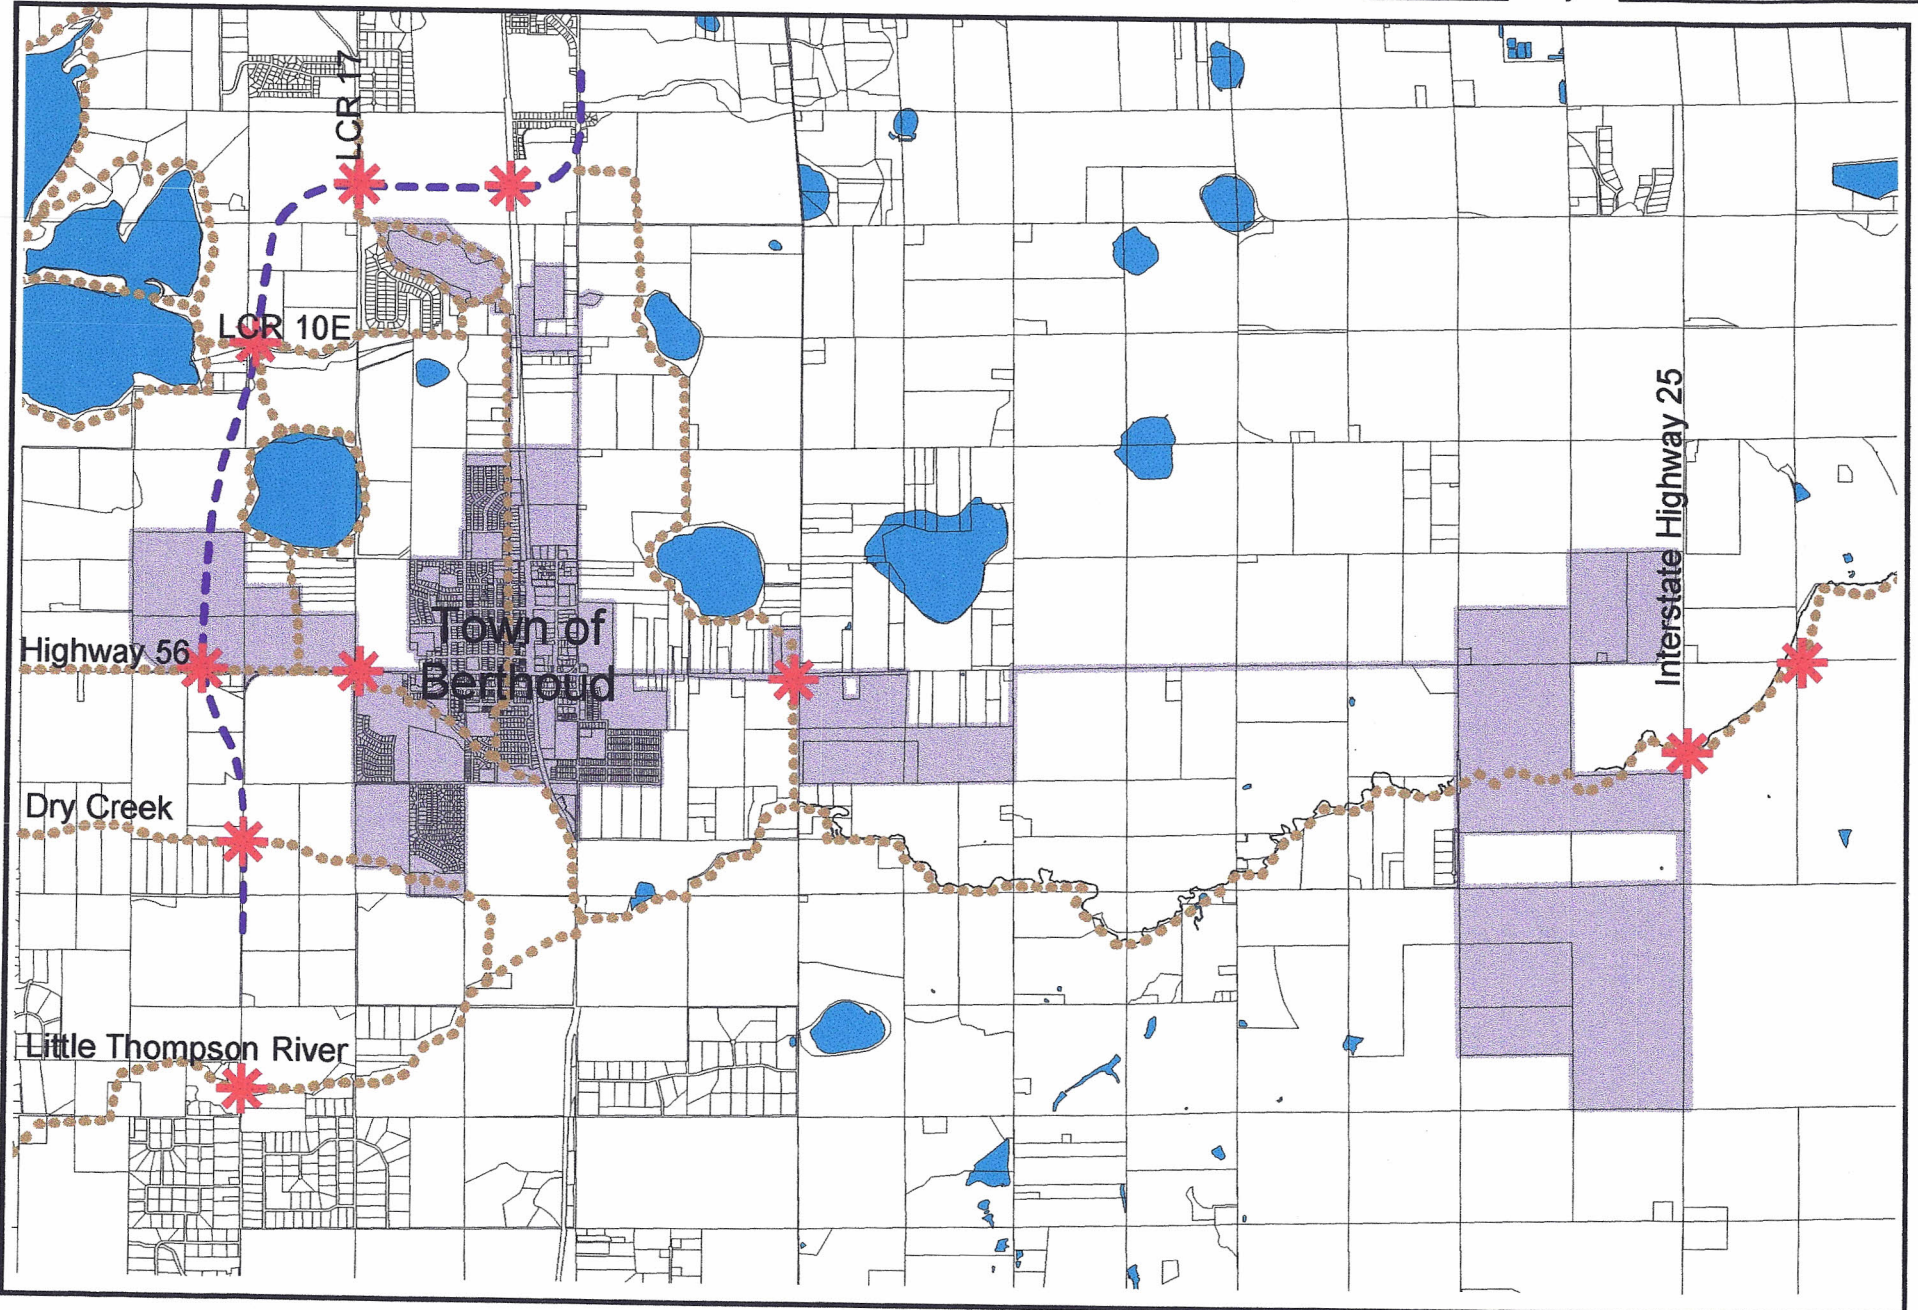 LCR 17
LCR 10E
Interstate Highway 25
Town of
Berthoud
Highway 56
Dry Creek
Little Thompson River